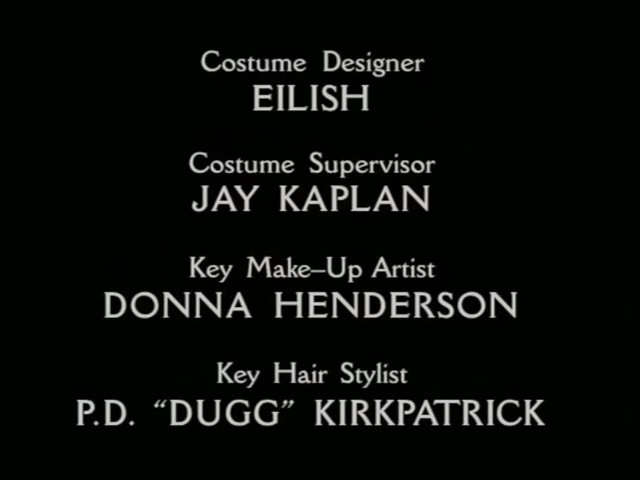 Costume Designer
EILISH
Costume Supervisor
JAY KAPLAN
Key Make–Up Artist
DONNA HENDERSON
Key Hair Stylist
P.D. “DUGG” KIRKPATRICK